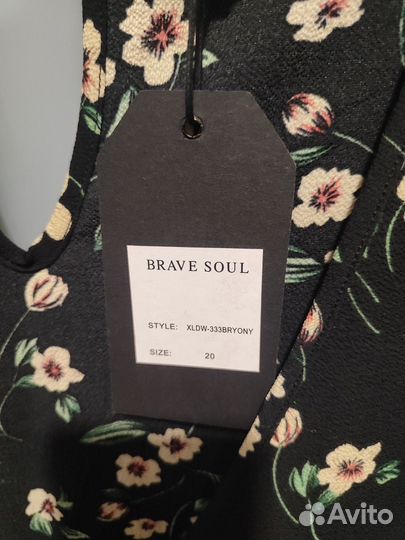 BRAVE SOUL
STYLE: XLDW-333BRYONY
SIZE: 20
Avito